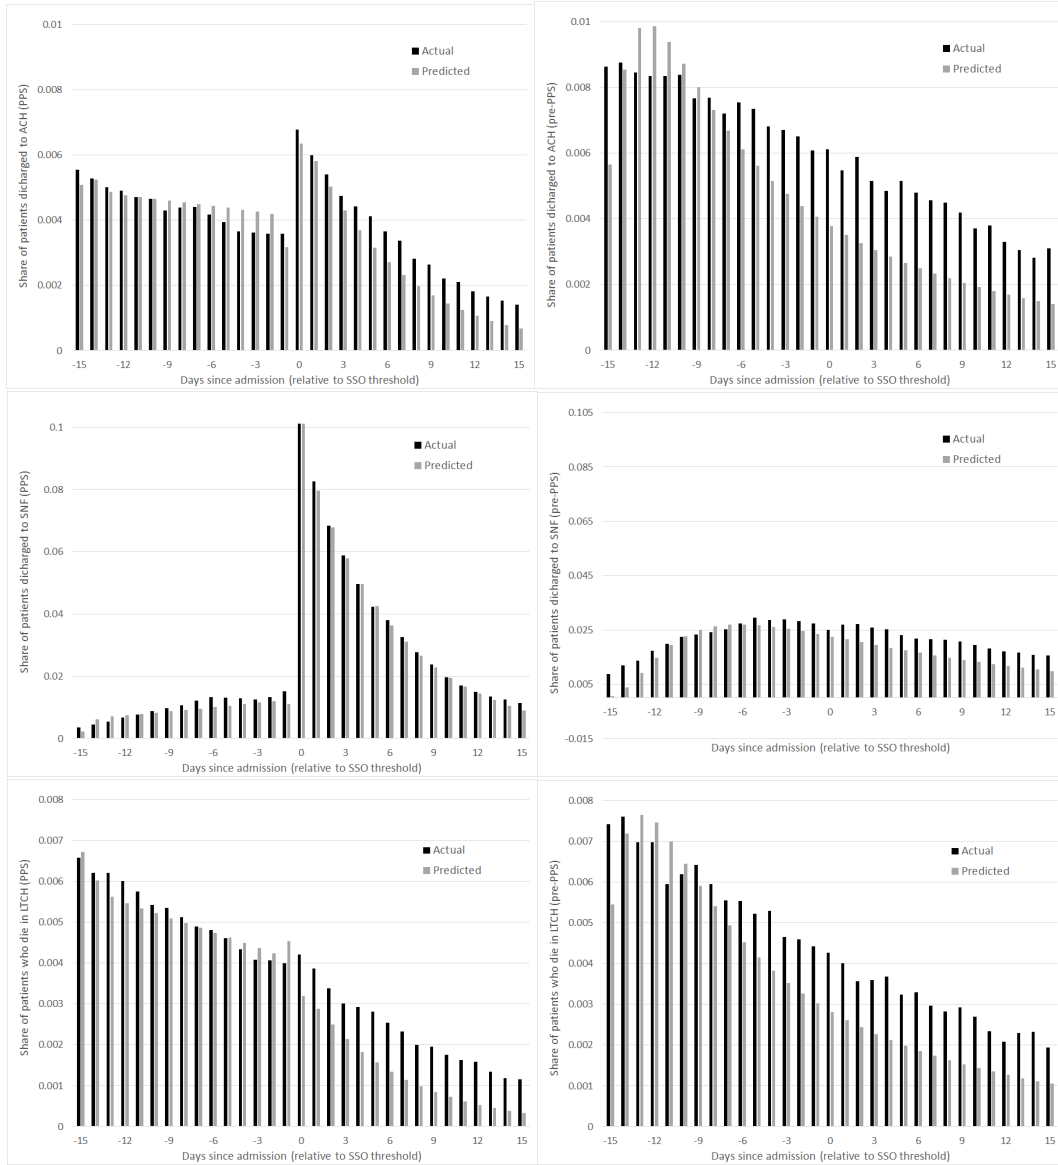 0.01
0.008
0.006
0.004
0.002
0
Share of patients dicharged to ACH (PPS)
Actual
Predicted
-15 -12 -9 -6 -3 0 3 6 9 12 15
Days since admission (relative to SSO threshold)
0.01
0.008
0.006
0.004
0.002
0
Share of patients dicharged to ACH (pre-PPS)
Actual
Predicted
-15 -12 -9 -6 -3 0 3 6 9 12 15
Days since admission (relative to SSO threshold)
0.1
0.08
0.06
0.04
0.02
0
Share of patients dicharged to SNF (PPS)
Actual
Predicted
-15 -12 -9 -6 -3 0 3 6 9 12 15
Days since admission (relative to SSO threshold)
0.105
0.085
0.065
0.045
0.025
0.005
-0.015
Share of patients dicharged to SNF (pre-PPS)
Actual
Predicted
-15 -12 -9 -6 -3 0 3 6 9 12 15
Days since admission (relative to SSO threshold)
0.008
0.007
0.006
0.005
0.004
0.003
0.002
0.001
0
Share of patients who die in LTCH (PPS)
Actual
Predicted
-15 -12 -9 -6 -3 0 3 6 9 12 15
Days since admission (relative to SSO threshold)
0.008
0.007
0.006
0.005
0.004
0.003
0.002
0.001
0
Share of patients who die in LTCH (pre-PPS)
Actual
Predicted
-15 -12 -9 -6 -3 0 3 6 9 12 15
Days since admission (relative to SSO threshold)